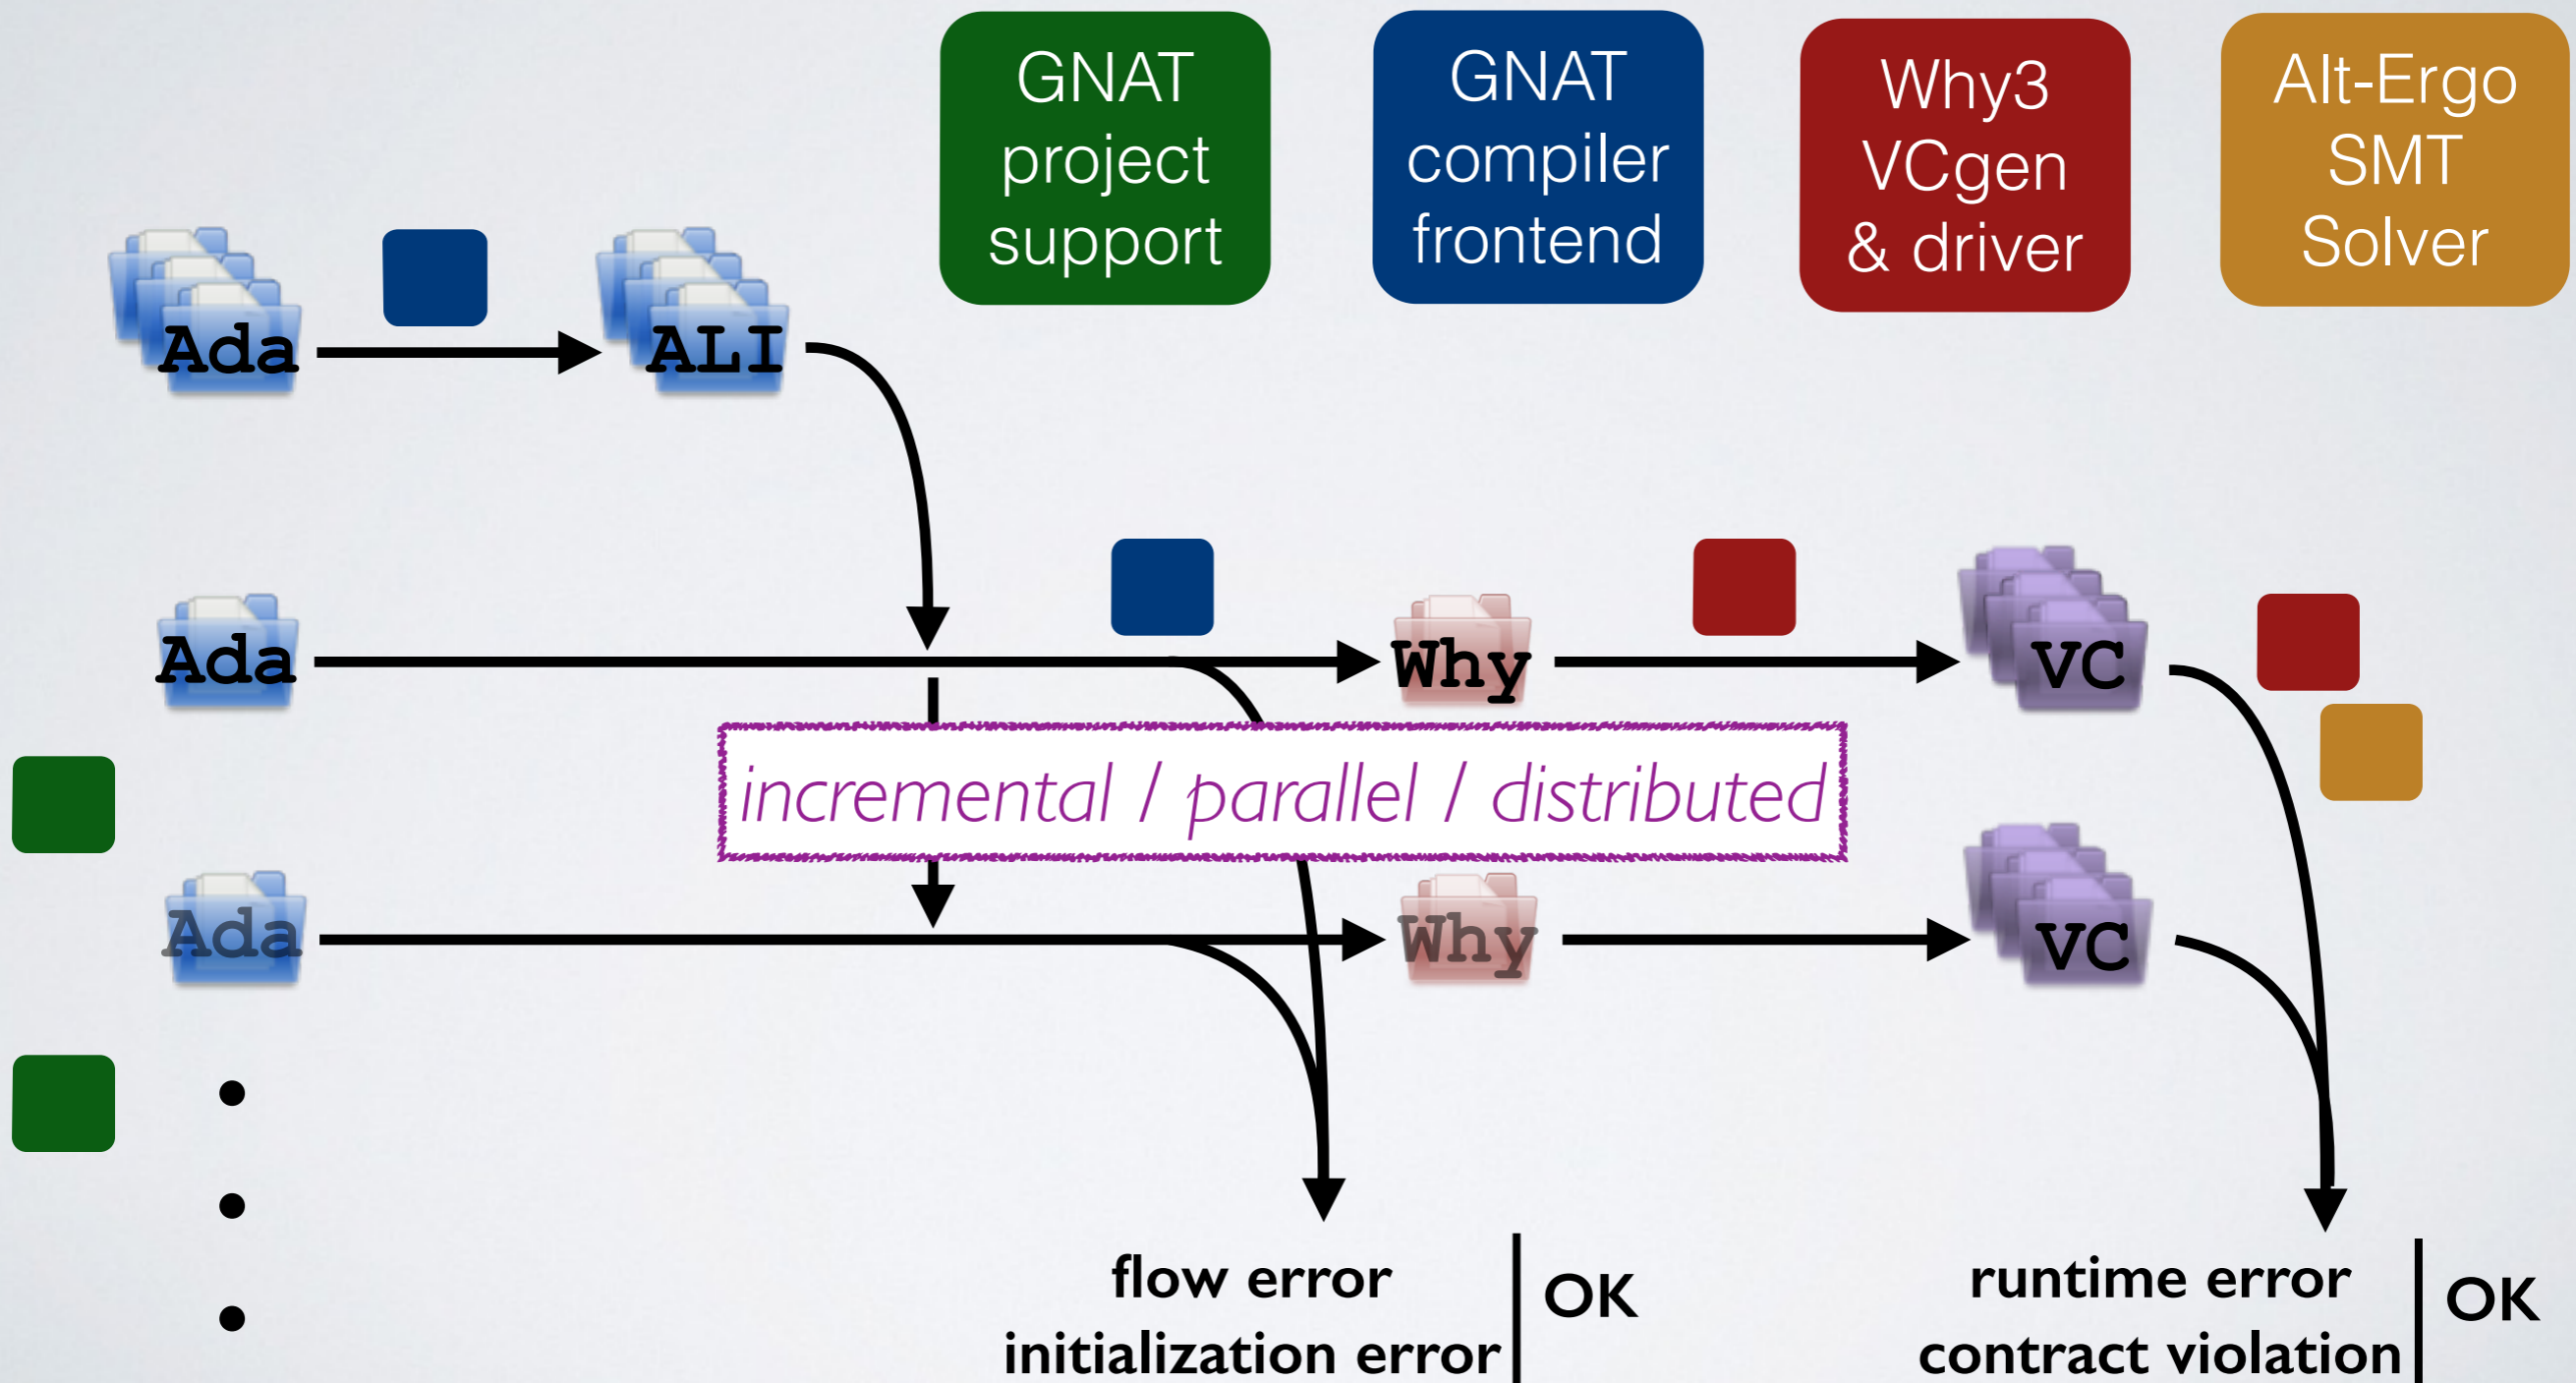 GNAT
project
support
GNAT
compiler
frontend
Why3
VCgen
& driver
Alt-Ergo
SMT
Solver
Ada
ALI
Ada
Why
VC
incremental / parallel / distributed
Ada
Why
VC
flow error
initialization error
OK
runtime error
contract violation
OK